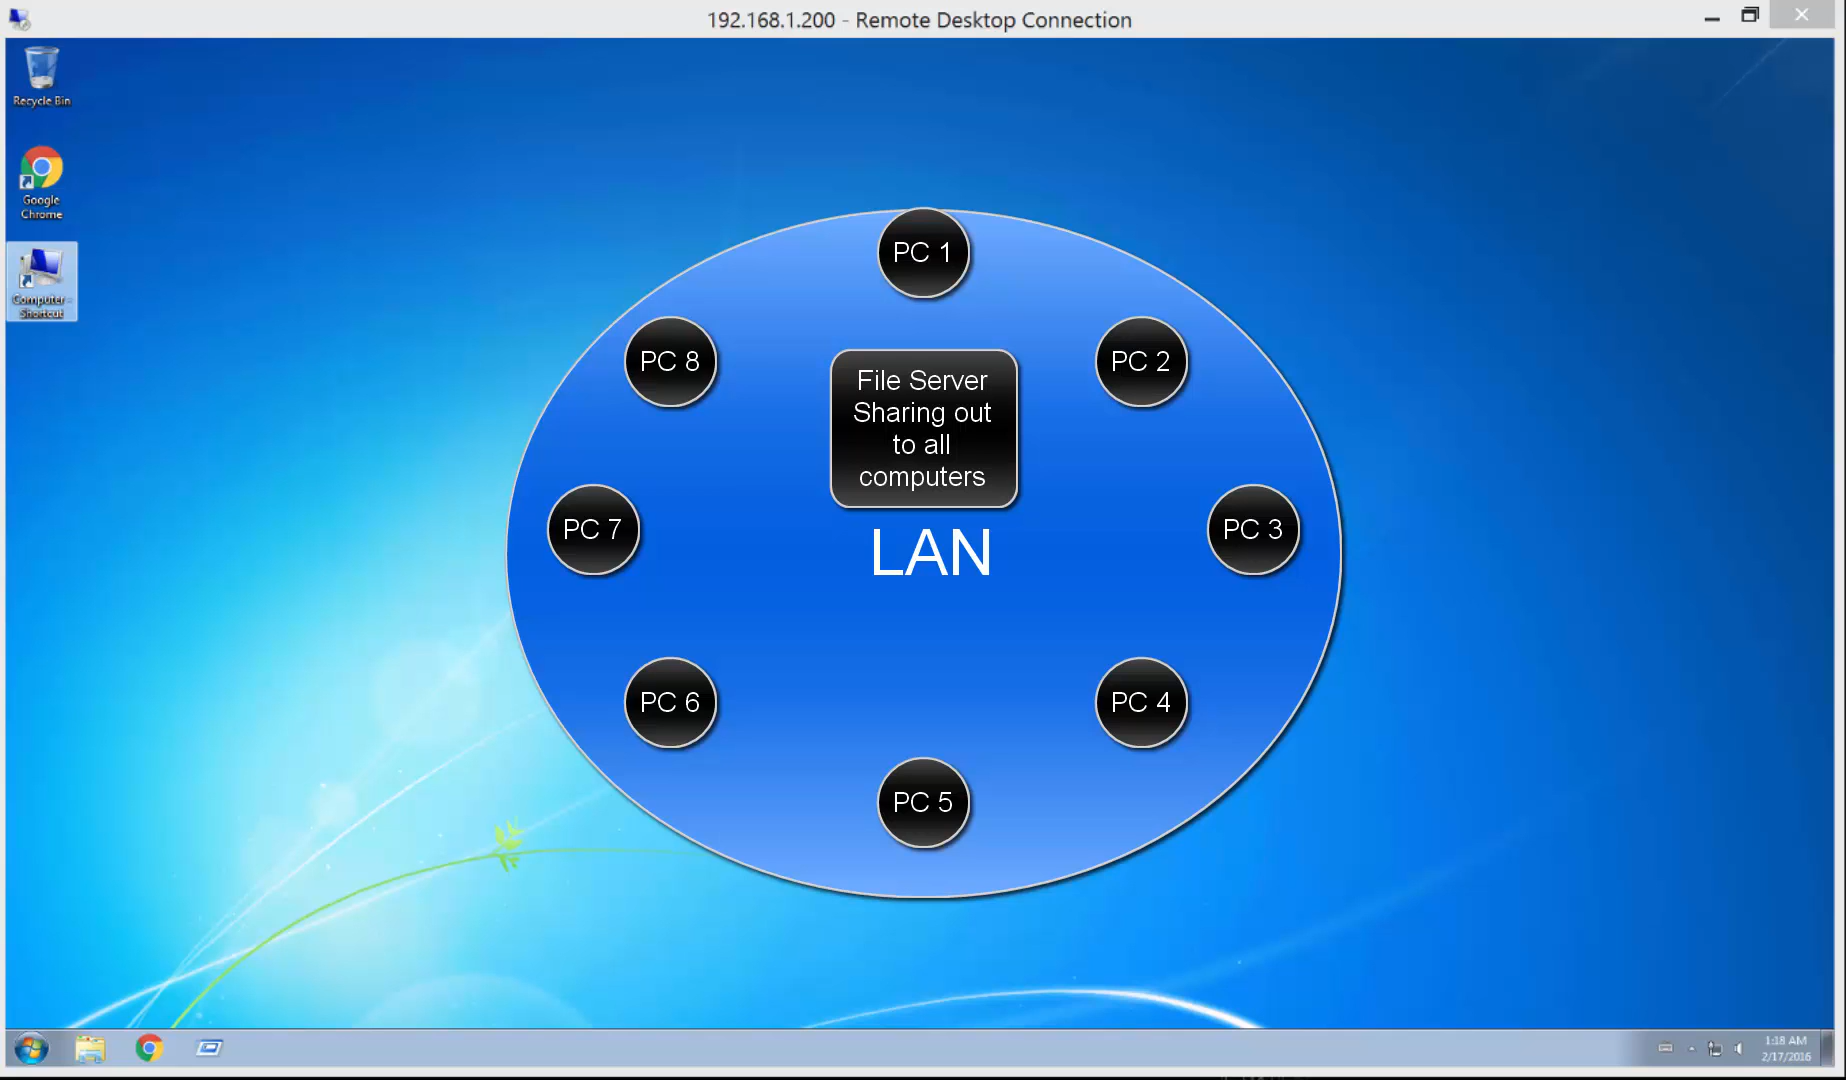 192.168.1.200 - Remote Desktop Connection
Recycle Bin
Google
Chrome
Computer -
Shortcut
PC 1
PC 8
PC 2
File Server
Sharing out
to all
computers
PC 7
PC 3
LAN
PC 6
PC 4
PC 5
1:18 AM
2/17/2016